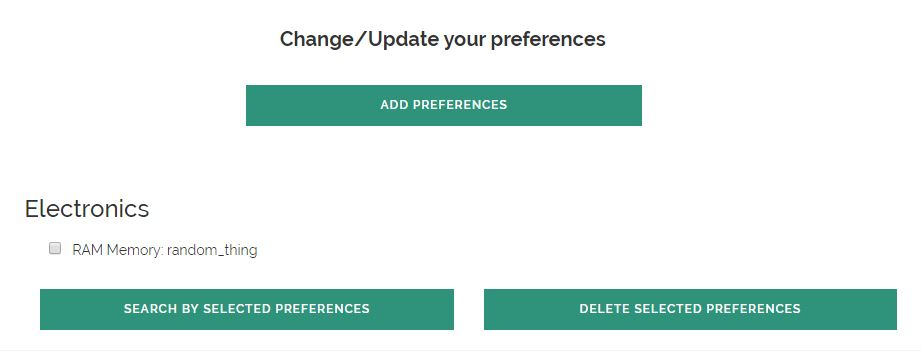 Change/Update your preferences
ADD PREFERENCES
Electronics
RAM Memory: random_thing
SEARCH BY SELECTED PREFERENCES
DELETE SELECTED PREFERENCES